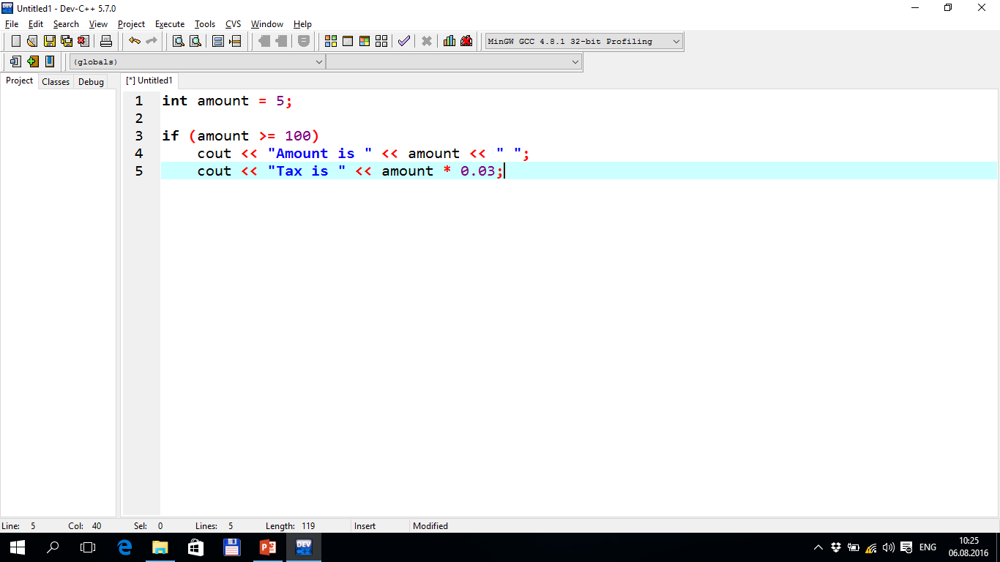 Untitled1 - Dev-C++ 5.7.0
File Edit Search View Project Execute Tools CVS Window Help
MinGW GCC 4.8.1 32-bit Profiling
(globals)
Project Classes Debug [*] Untitled1
1 int amount = 5;
2
3 if (amount >= 100)
4 cout << "Amount is " << amount << " ";
5 cout << "Tax is " << amount * 0.03;
Line: 5 Col: 40 Sel: 0 Lines: 5 Length: 119 Insert Modified
ENG 10:25
06.08.2016